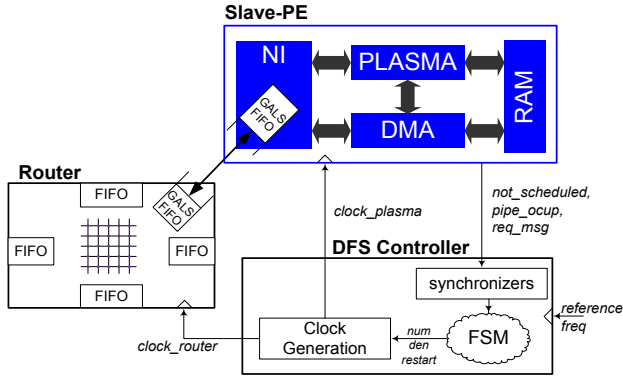 Slave-PE
NI
PLASMA
DMA
RAM
GALS
FIFO
Router
FIFO
GALS
FIFO
FIFO
FIFO
FIFO
clock_plasma
not_scheduled,
pipe_ocup,
req_msg
DFS Controller
synchronizers
FSM
reference
freq
num
den
restart
Clock
Generation
clock_router